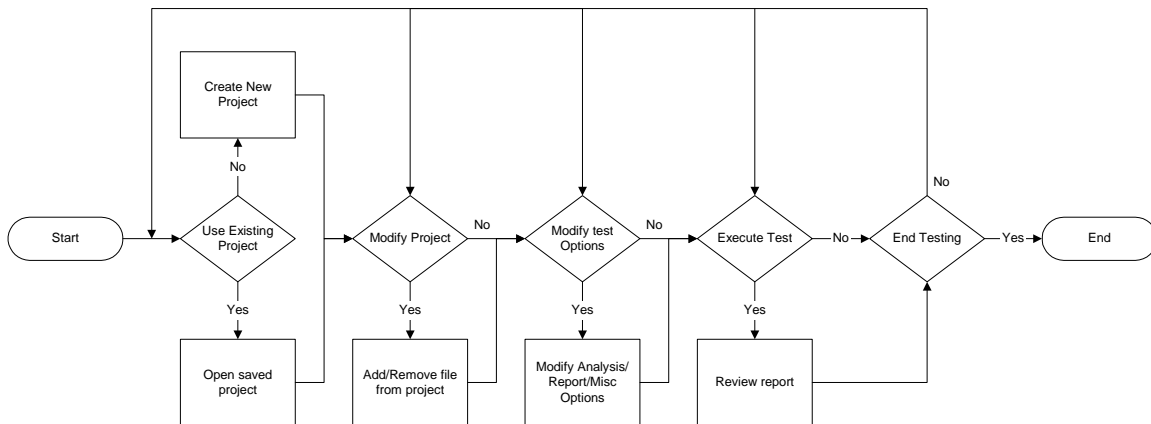 No
Create New
Project
No
Start
Use Existing
Project
Modify Project
No
Modify test
Options
No
Execute Test
No
End Testing
Yes
End
Yes
Yes
Yes
Yes
Open saved
project
Add/Remove file
from project
Modify Analysis/
Report/Misc
Options
Review report